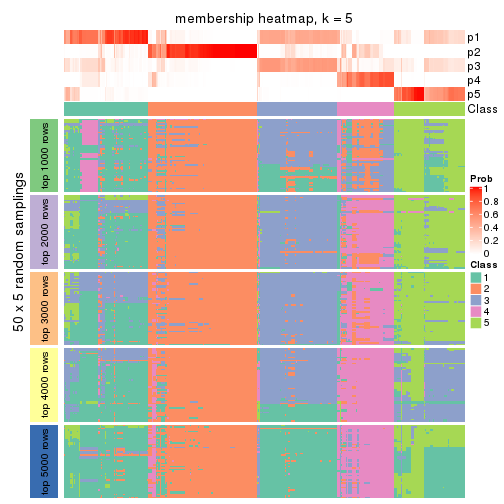 membership heatmap, k = 5
p1
p2
p3
p4
p5
Class
50 x 5 random samplings
top 1000 rows
top 2000 rows
top 3000 rows
top 4000 rows
top 5000 rows
Prob
1
0.8
0.6
0.4
0.2
0
Class
1
2
3
4
5